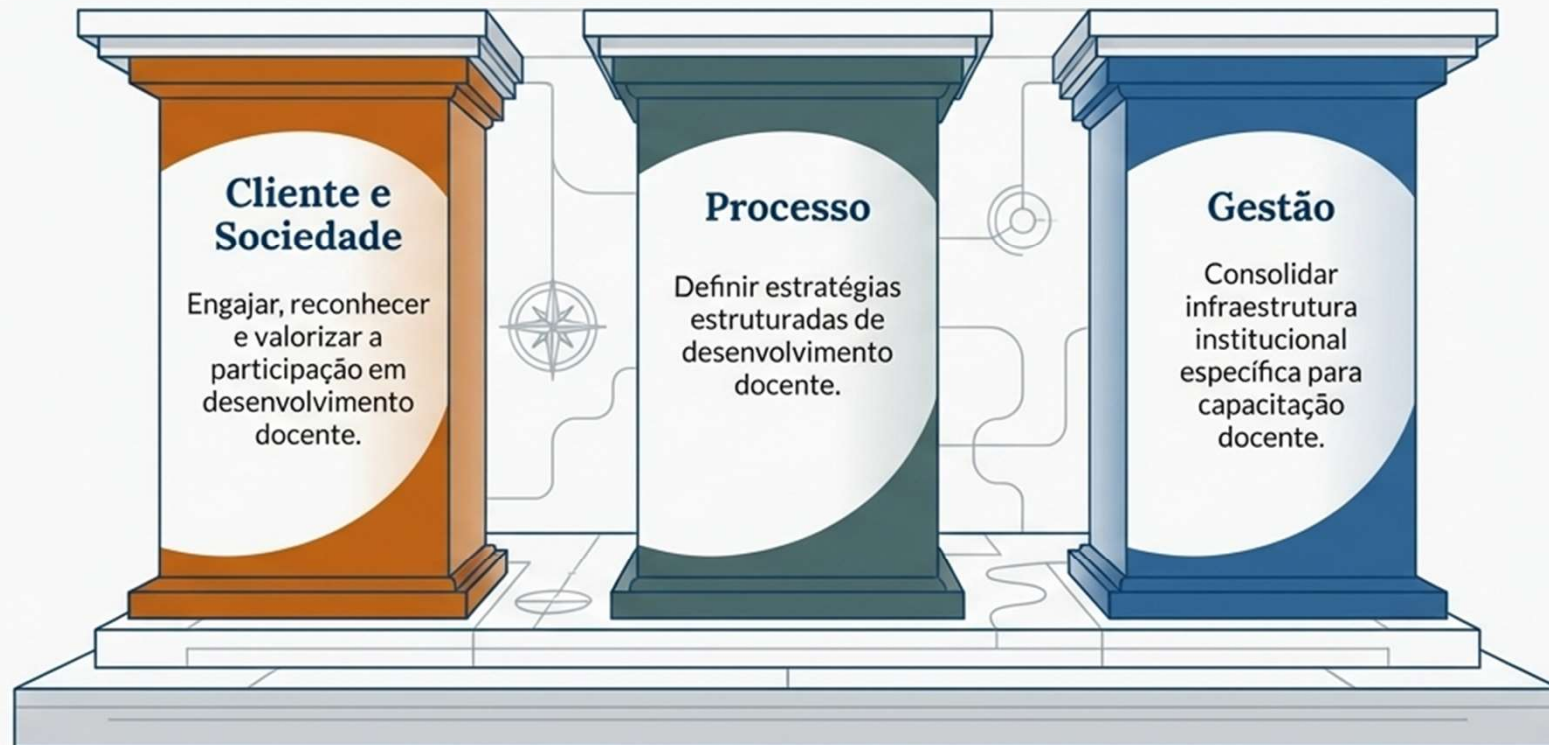 Cliente e
Sociedade
Engajar, reconhecer
e valorizar a
participação em
desenvolvimento
docente.
Processo
Definir estratégias
estruturadas de
desenvolvimento
docente.
Gestão
Consolidar
infraestrutura
institucional
específica para
capacitação
docente.